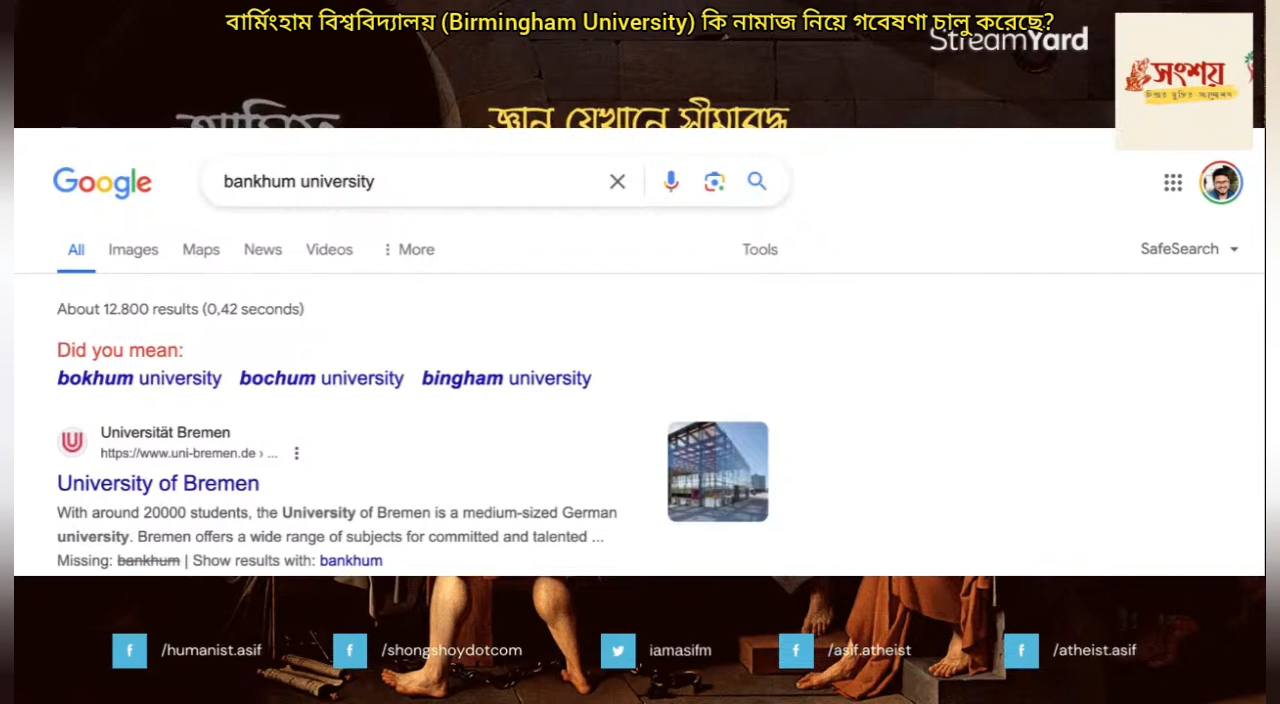 বার্মিংহাম বিশ্ববিদ্যালয় (Birmingham University) কি নামাজ নিয়ে গবেষণা চালু করেছে?
StreamYard
সংশয়
চিন্তার মুক্তির আন্দোলন
জ্ঞান যেখানে সীমাবদ্ধ
Google
bankhum university
All Images Maps News Videos More Tools SafeSearch
About 12.800 results (0,42 seconds)
Did you mean:
bokhum university bochum university bingham university
Universität Bremen
https://www.uni-bremen.de › ...
University of Bremen
With around 20000 students, the University of Bremen is a medium-sized German
university. Bremen offers a wide range of subjects for committed and talented ...
Missing: bankhum | Show results with: bankhum
/humanist.asif /shongshoydotcom iamasifm /asif.atheist /atheist.asif